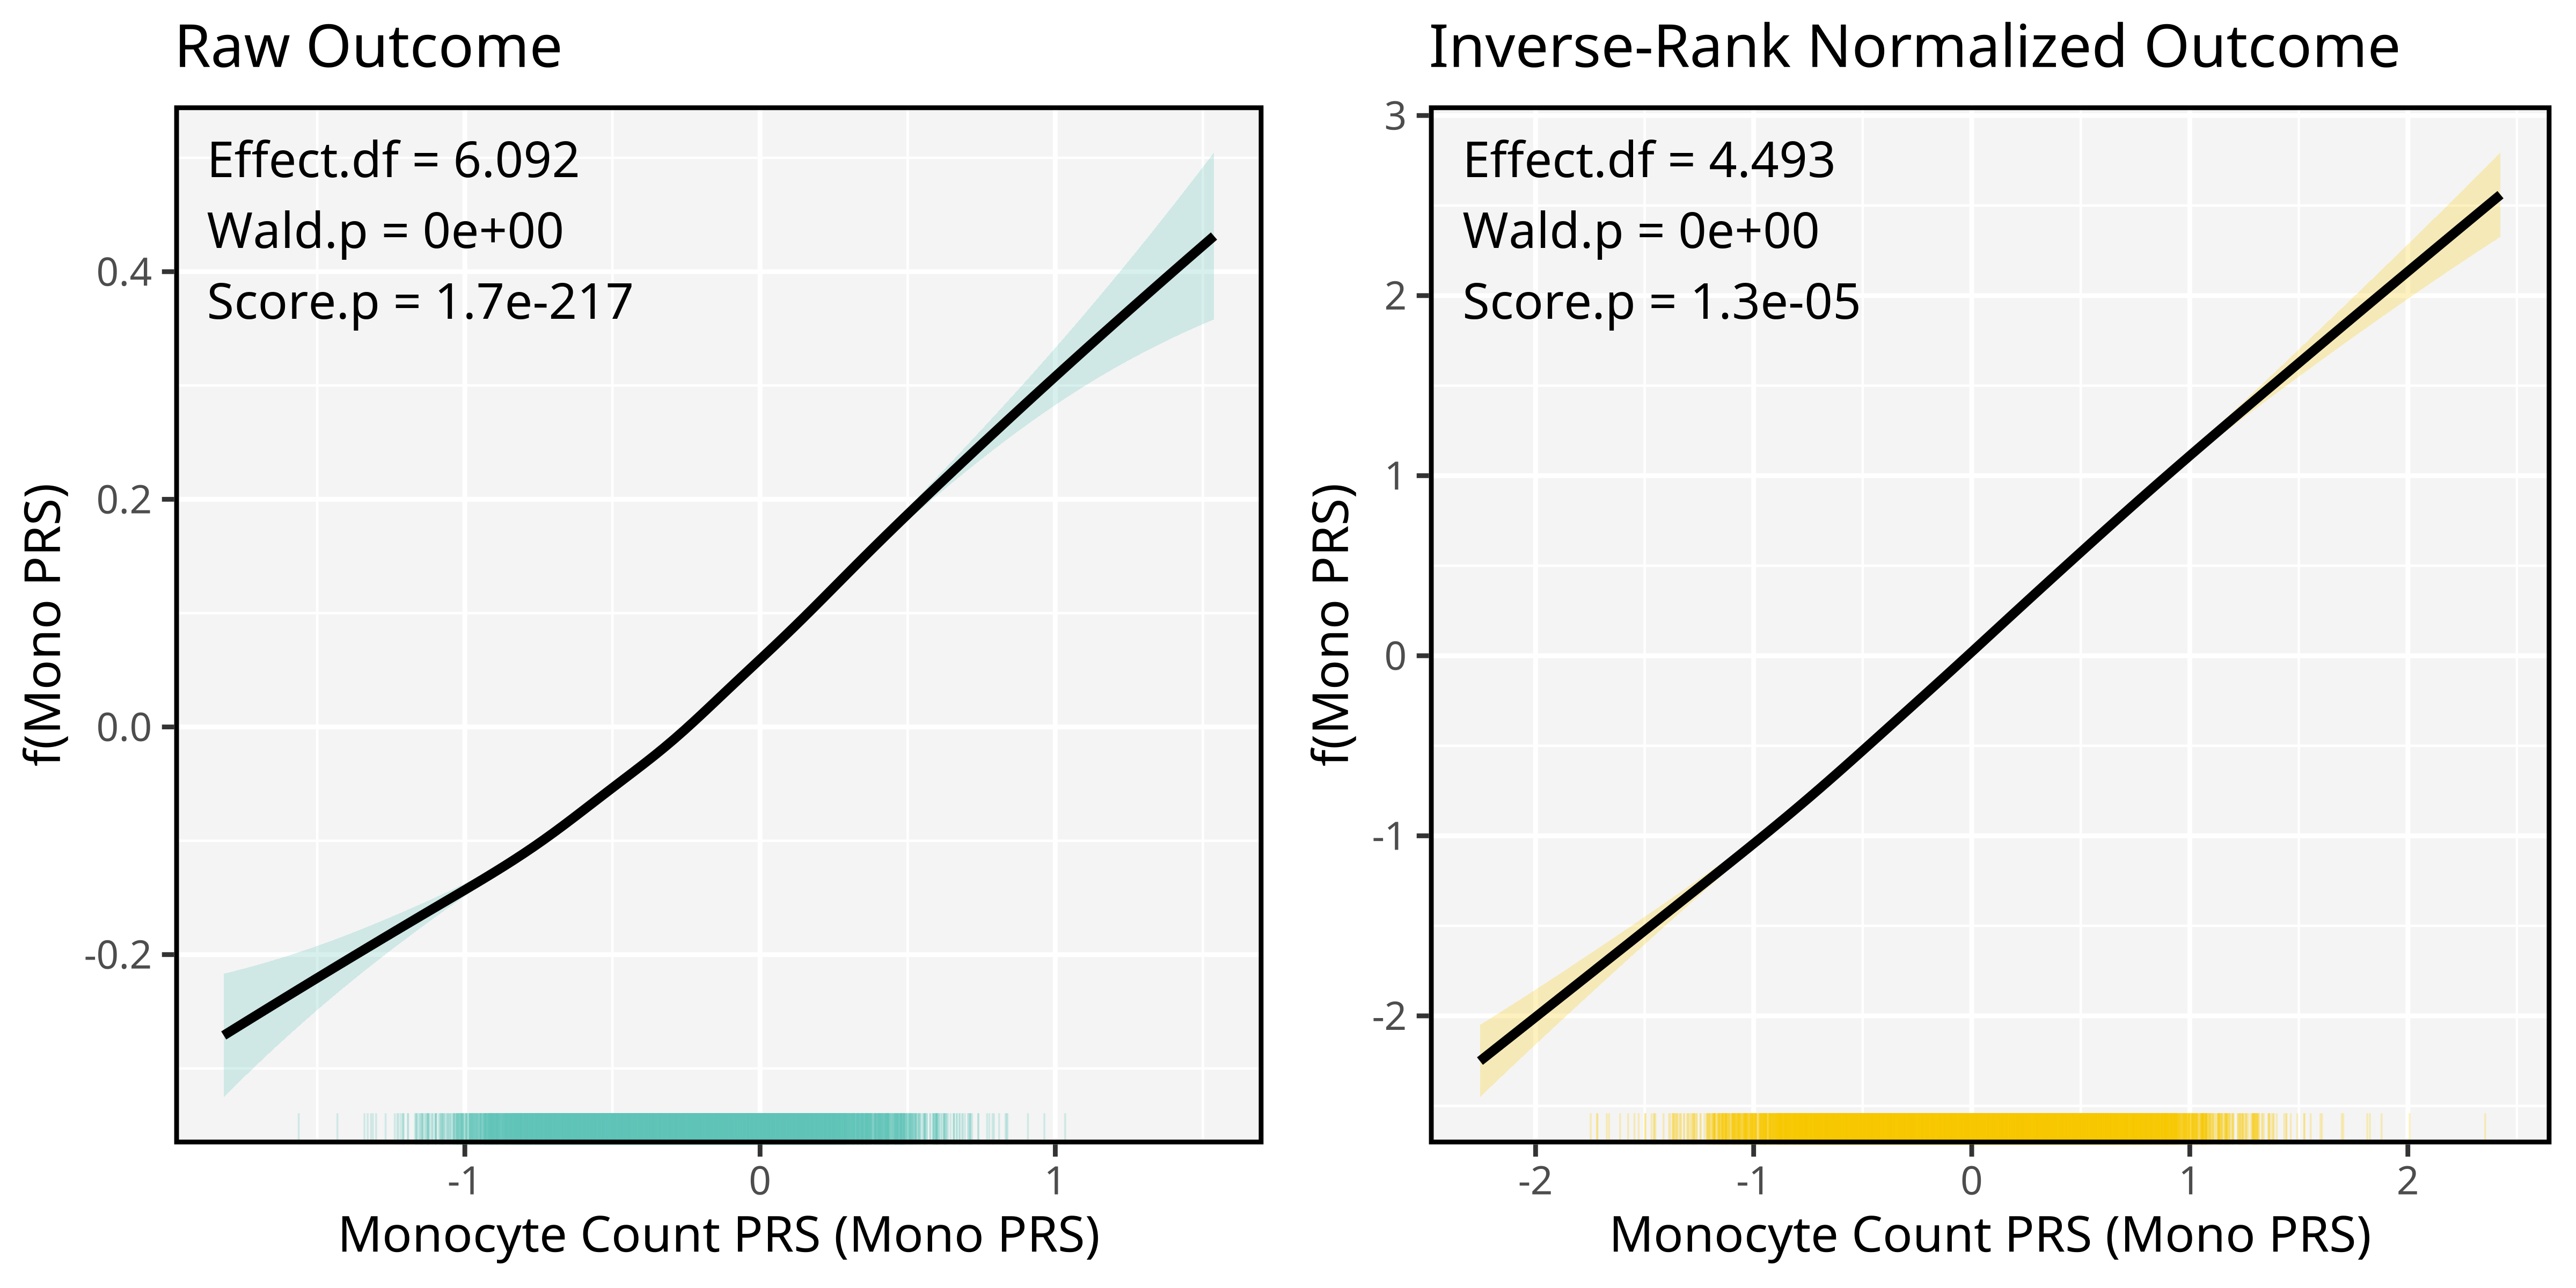 Raw Outcome
Effect.df = 6.092
Wald.p = 0e+00
Score.p = 1.7e-217
0.4
0.2
0.0
-0.2
f(Mono PRS)
-1 0 1
Monocyte Count PRS (Mono PRS)
Inverse-Rank Normalized Outcome
Effect.df = 4.493
Wald.p = 0e+00
Score.p = 1.3e-05
3
2
1
0
-1
-2
f(Mono PRS)
-2 -1 0 1 2
Monocyte Count PRS (Mono PRS)